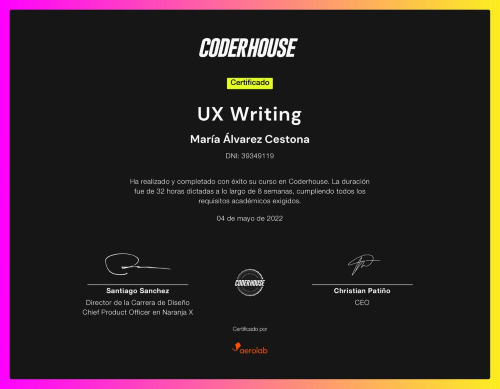 CODERHOUSE
Certificado
UX Writing
María Álvarez Cestona
DNI: 39349119
Ha realizado y completado con éxito su curso en Coderhouse. La duración
fue de 32 horas dictadas a lo largo de 8 semanas, cumpliendo todos los
requisitos académicos exigidos.
04 de mayo de 2022
CODERHOUSE
Santiago Sanchez
Director de la Carrera de Diseño
Chief Product Officer en Naranja X
Christian Patiño
CEO
Certificado por
aerolab